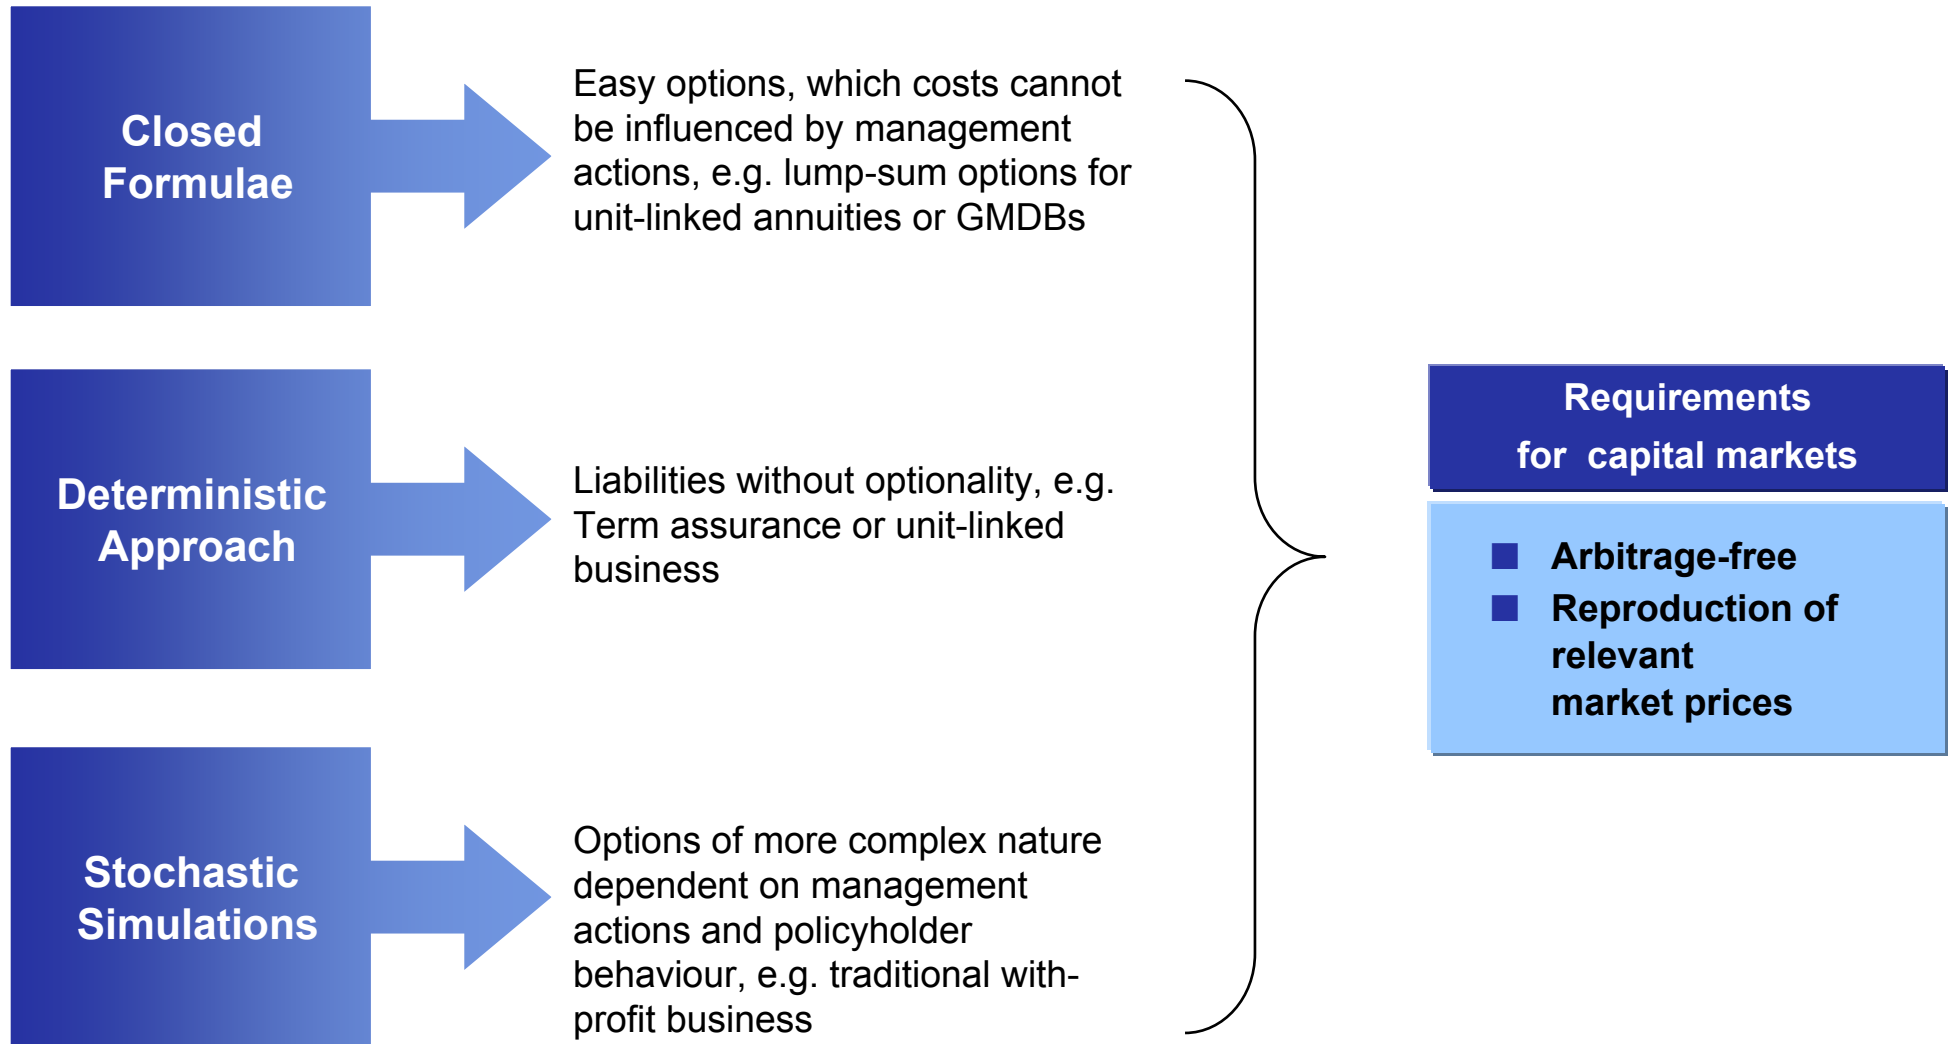 Closed
Formulae
Easy options, which costs cannot
be influenced by management
actions, e.g. lump-sum options for
unit-linked annuities or GMDBs
Deterministic
Approach
Liabilities without optionality, e.g.
Term assurance or unit-linked
business
Stochastic
Simulations
Options of more complex nature
dependent on management
actions and policyholder
behaviour, e.g. traditional with-
profit business
Requirements
for capital markets
Arbitrage-free
Reproduction of
relevant
market prices